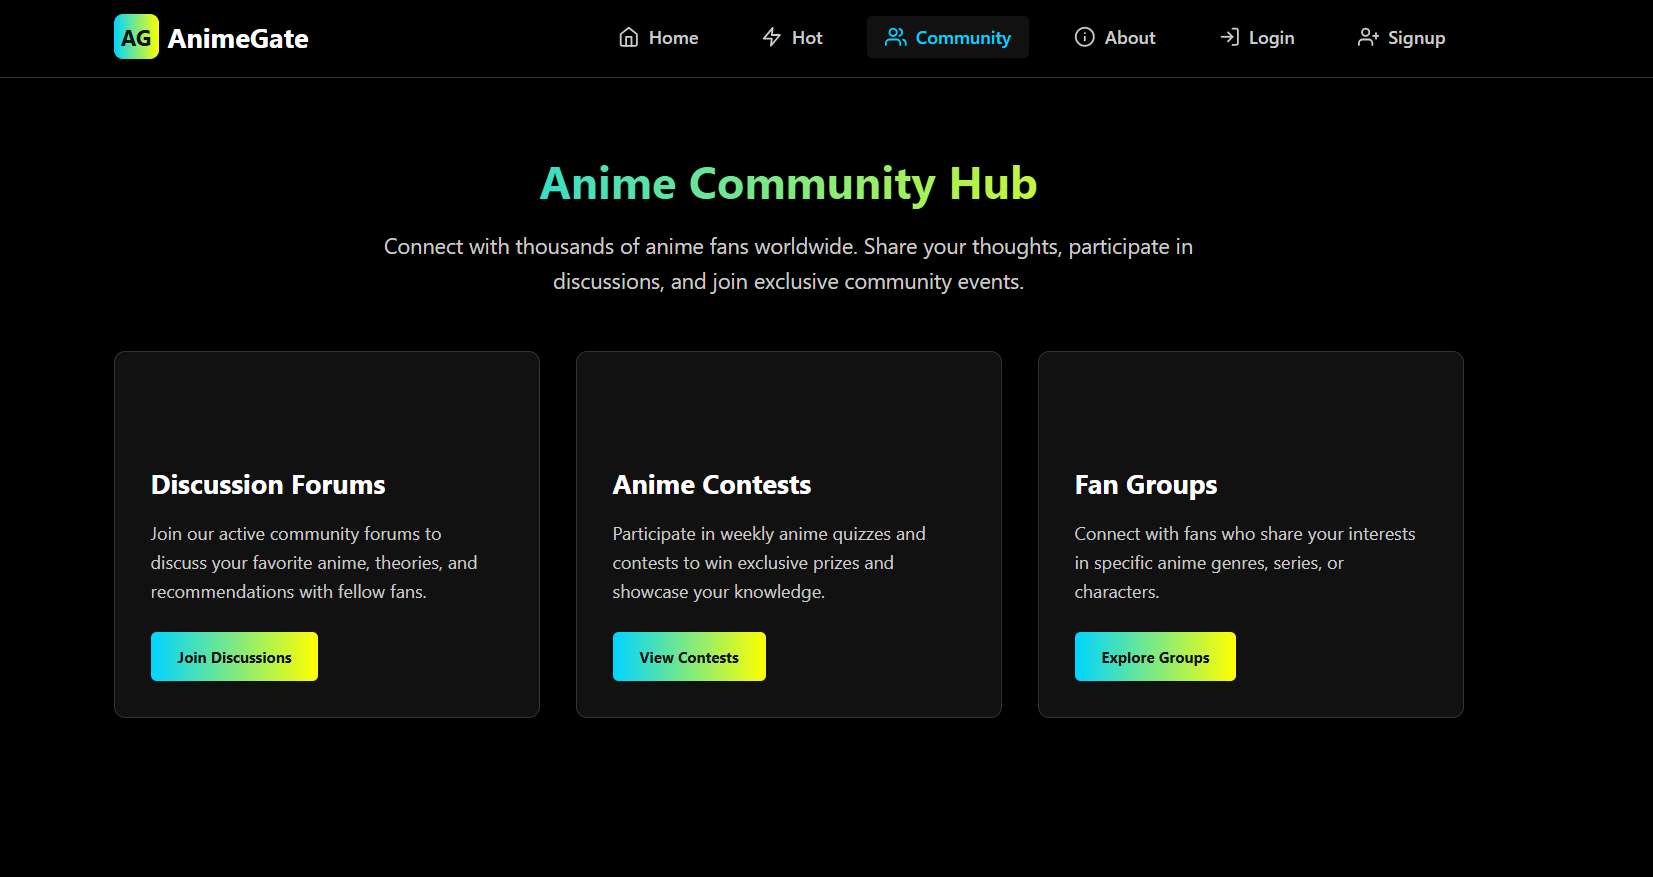 AG AnimeGate Home Hot Community About Login Signup
Anime Community Hub
Connect with thousands of anime fans worldwide. Share your thoughts, participate in
discussions, and join exclusive community events.
Discussion Forums
Join our active community forums to
discuss your favorite anime, theories, and
recommendations with fellow fans.
Join Discussions
Anime Contests
Participate in weekly anime quizzes and
contests to win exclusive prizes and
showcase your knowledge.
View Contests
Fan Groups
Connect with fans who share your interests
in specific anime genres, series, or
characters.
Explore Groups